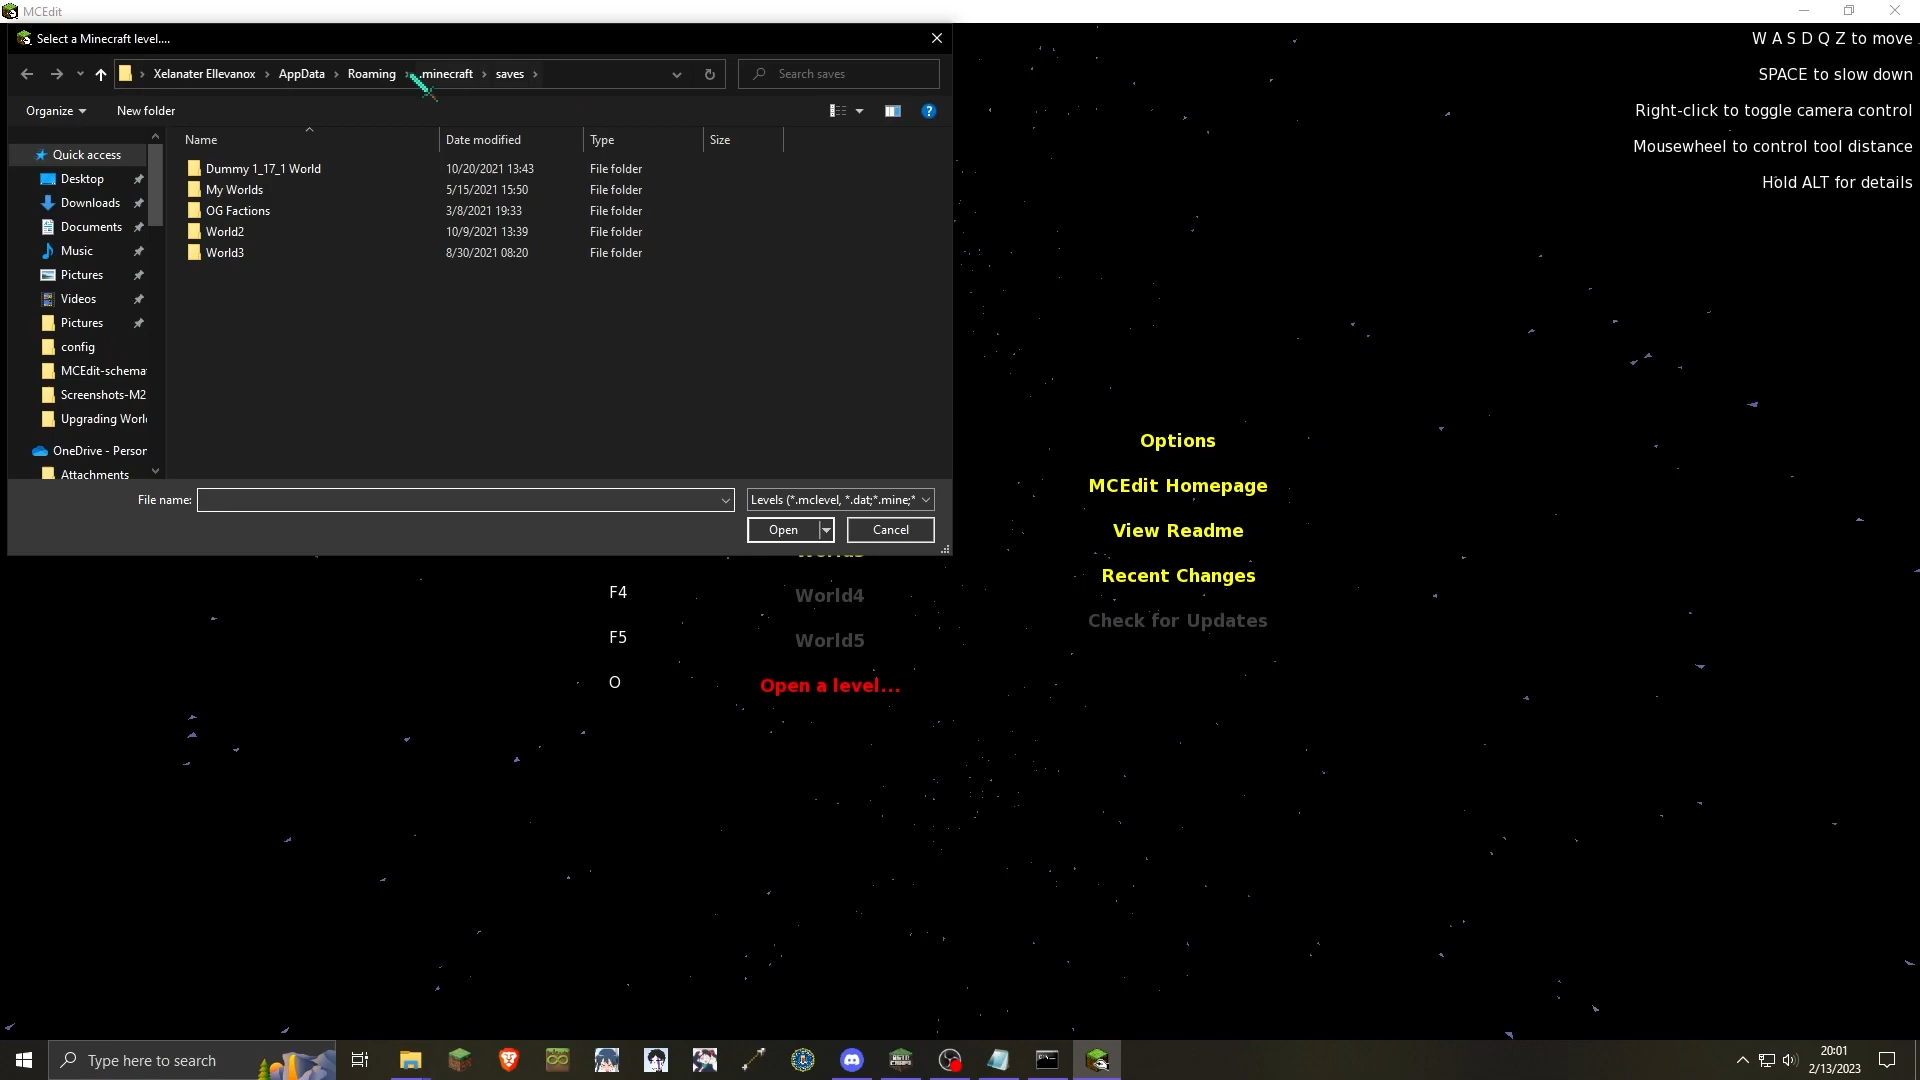 MCEdit
Select a Minecraft level....
Xelanater Ellevanox > AppData > Roaming > .minecraft > saves >
Search saves
Organize
New folder
Name
Date modified
Type
Size
Quick access
Desktop
Downloads
Documents
Music
Pictures
Videos
Pictures
config
MCEdit-schemat
Screenshots-M2
Upgrading Worl
OneDrive - Person
Attachments
Dummy 1_17_1 World 10/20/2021 13:43 File folder
My Worlds 5/15/2021 15:50 File folder
OG Factions 3/8/2021 19:33 File folder
World2 10/9/2021 13:39 File folder
World3 8/30/2021 08:20 File folder
File name:
Levels (*.mclevel, *.dat;*.mine;*
Open
Cancel
W A S D Q Z to move
SPACE to slow down
Right-click to toggle camera control
Mousewheel to control tool distance
Hold ALT for details
F4 World4
F5 World5
O Open a level...
Options
MCEdit Homepage
View Readme
Recent Changes
Check for Updates
Type here to search
20:01
2/13/2023